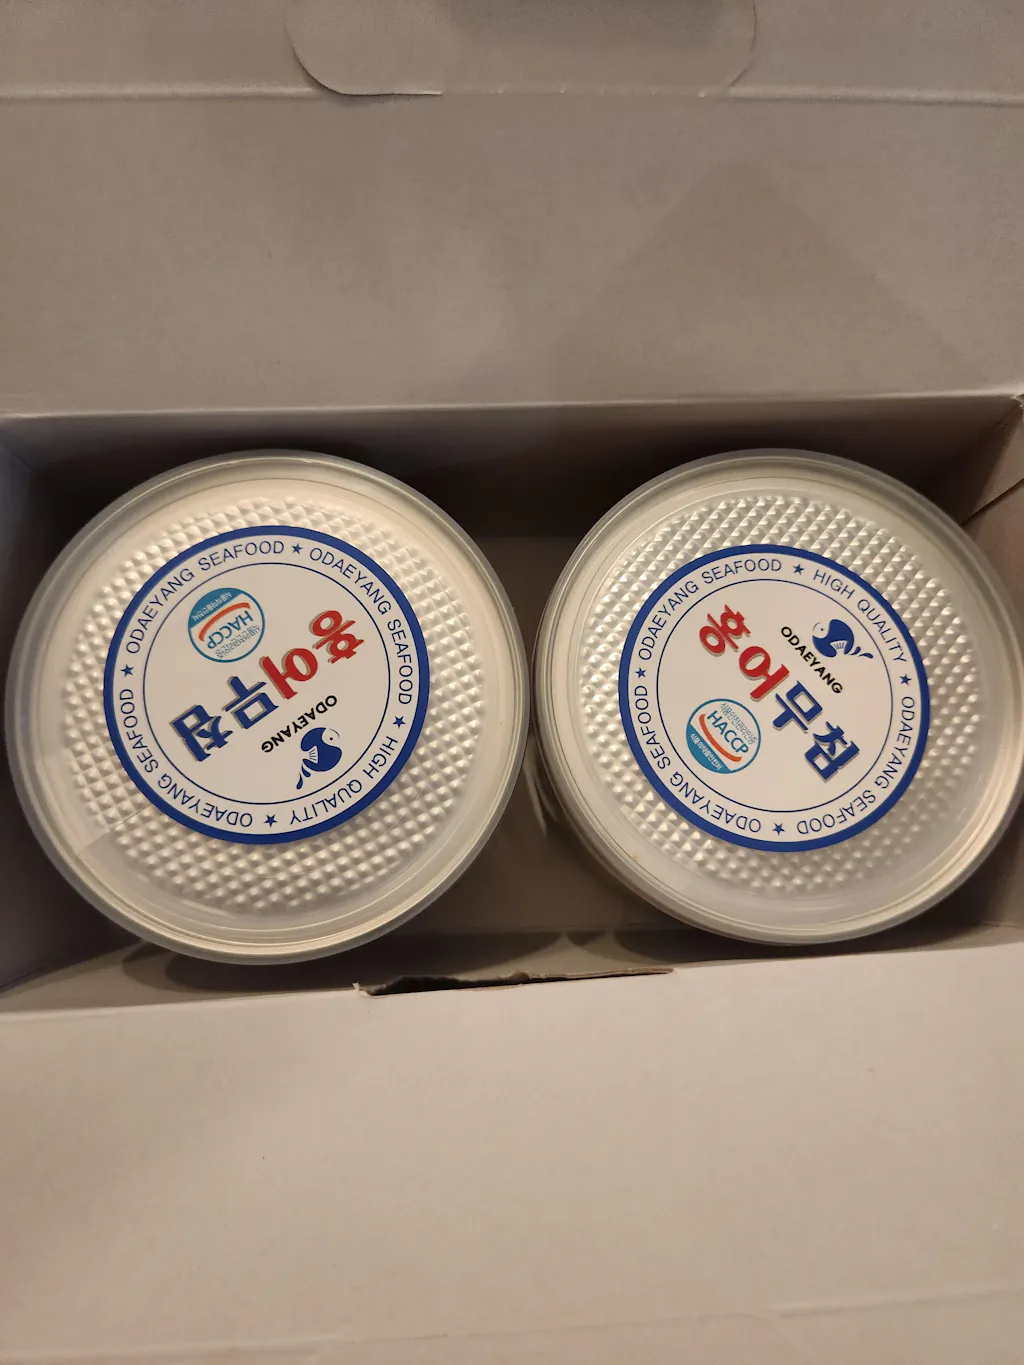 ODAEYANG SEAFOOD ★ ODAEYANG SEAFOOD ★ HIGH QUALITY ★ ODAEYANG SEAFOOD ★
홍어무침
HACCP
ODAEYANG
ODAEYANG SEAFOOD ★ HIGH QUALITY ★ ODAEYANG SEAFOOD ★ ODAEYANG SEAFOOD ★
ODAEYANG
홍어무침
HACCP